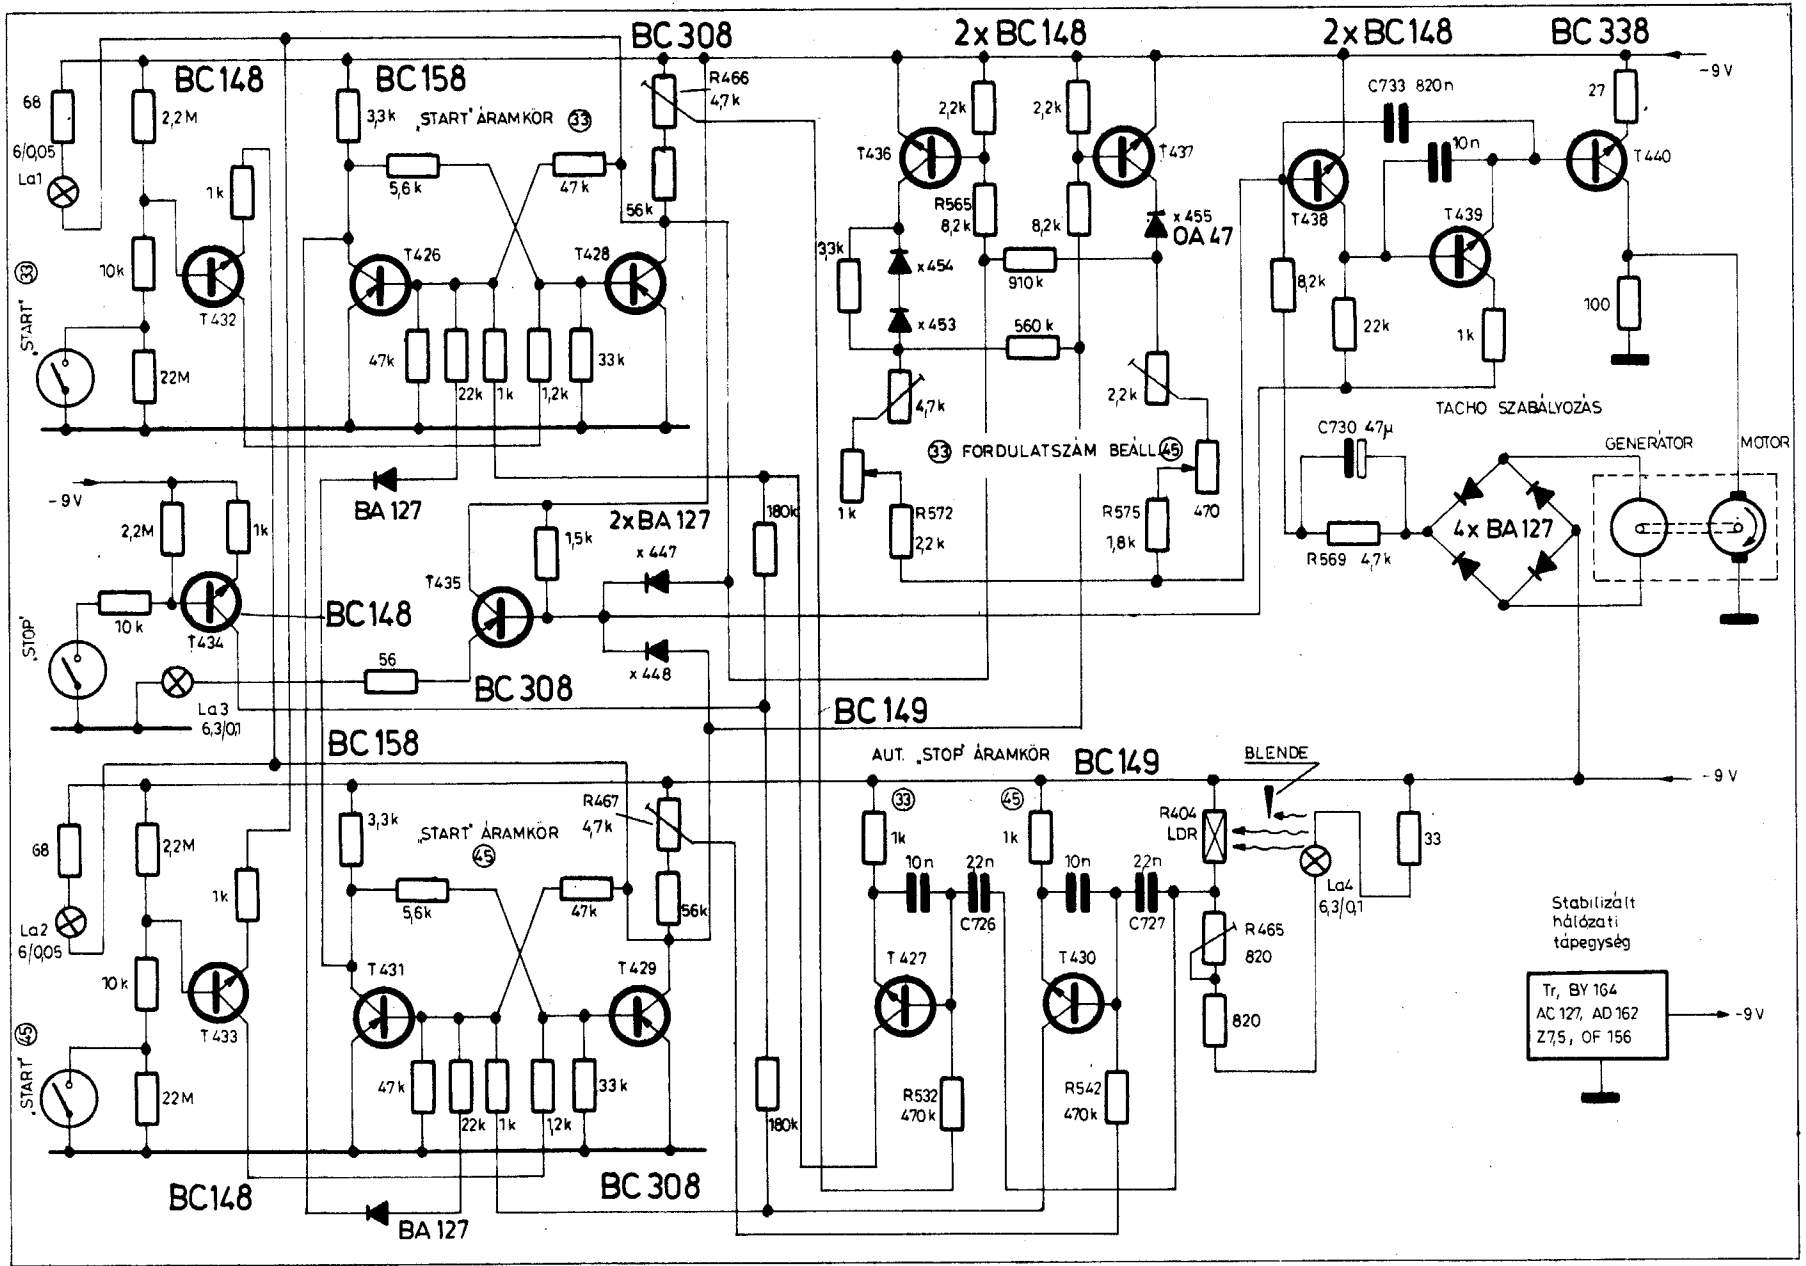 BC308
2xBC148
2xBC148
BC338
-9V
BC148
BC158
R466
4,7k
C733 820n
27
68
2,2M
3,3k
„START" ÁRAMKÖR 33
2,2k
2,2k
10n
6/0,05
La1
1k
5,6k
47k
56k
T436
T437
T438
T440
R565
8,2k
8,2k
x455
OA47
T439
33
10k
T426
T428
3,3k
x454
910k
8,2k
„START"
T432
x453
560k
22k
1k
100
22M
47k
22k
1k
1,2k
33k
4,7k
2,2k
TACHO SZABÁLYOZÁS
33 FORDULATSZÁM BEÁLL. 45
C730 47µ
GENERÁTOR
MOTOR
-9V
BA127
2xBA127
180k
1k
R572
2,2k
R575
1,8k
470
4xBA127
R569 4,7k
2,2M
1k
1,5k
x447
T435
10k
T434
BC148
„STOP"
56
x448
BC308
La3
6,3/0,1
BC149
BC158
AUT. „STOP" ÁRAMKÖR
BC149
BLENDE
-9V
33
45
R467
4,7k
R404
LDR
68
2,2M
3,3k
„START" ÁRAMKÖR
45
1k
1k
33
10n
22n
10n
22n
1k
5,6k
47k
56k
C726
C727
La4
6,3/0,1
La2
6/0,05
R465
820
Stabilizált
hálózati
tápegység
10k
T431
T429
T427
T430
820
Tr, BY 164
AC 127, AD 162
Z7,5, OF 156
-9V
45
„START"
T433
22M
47k
22k
1k
1,2k
33k
180k
R532
470k
R542
470k
BC148
BC308
BA127